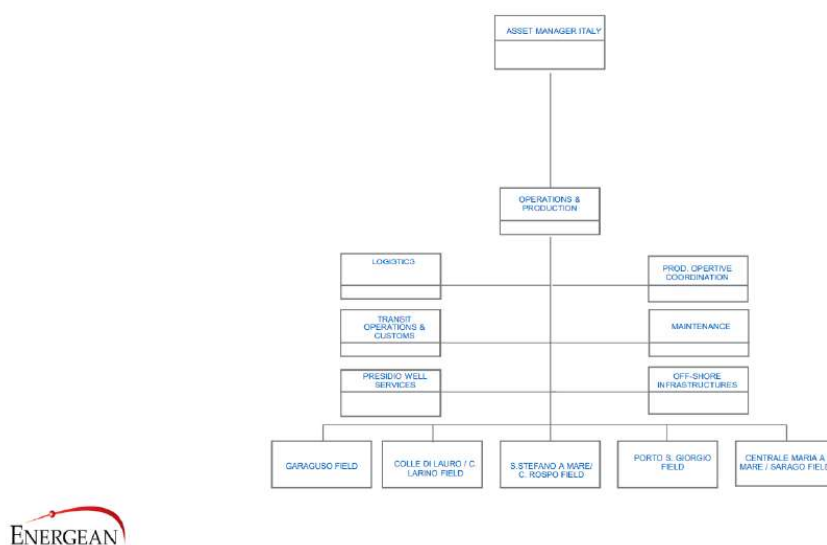 ASSET MANAGER ITALY
OPERATIONS &
PRODUCTION
LOGISTICS
PROD. OPERTIVE
COORDINATION
TRANSIT
OPERATIONS &
CUSTOMS
MAINTENANCE
PRESIDIO WELL
SERVICES
OFF-SHORE
INFRASTRUCTURES
GARAGUSO FIELD
COLLE DI LAURO / C.
LARINO FIELD
S.STEFANO A MARE/
C. ROSPO FIELD
PORTO S. GIORGIO
FIELD
CENTRALE MARIA A
MARE / SARAGO FIELD
ENERGEAN